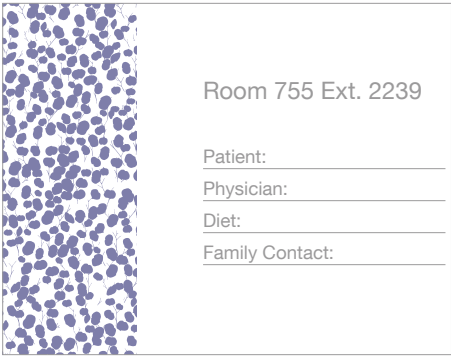 Room 755 Ext. 2239
Patient:
Physician:
Diet:
Family Contact: